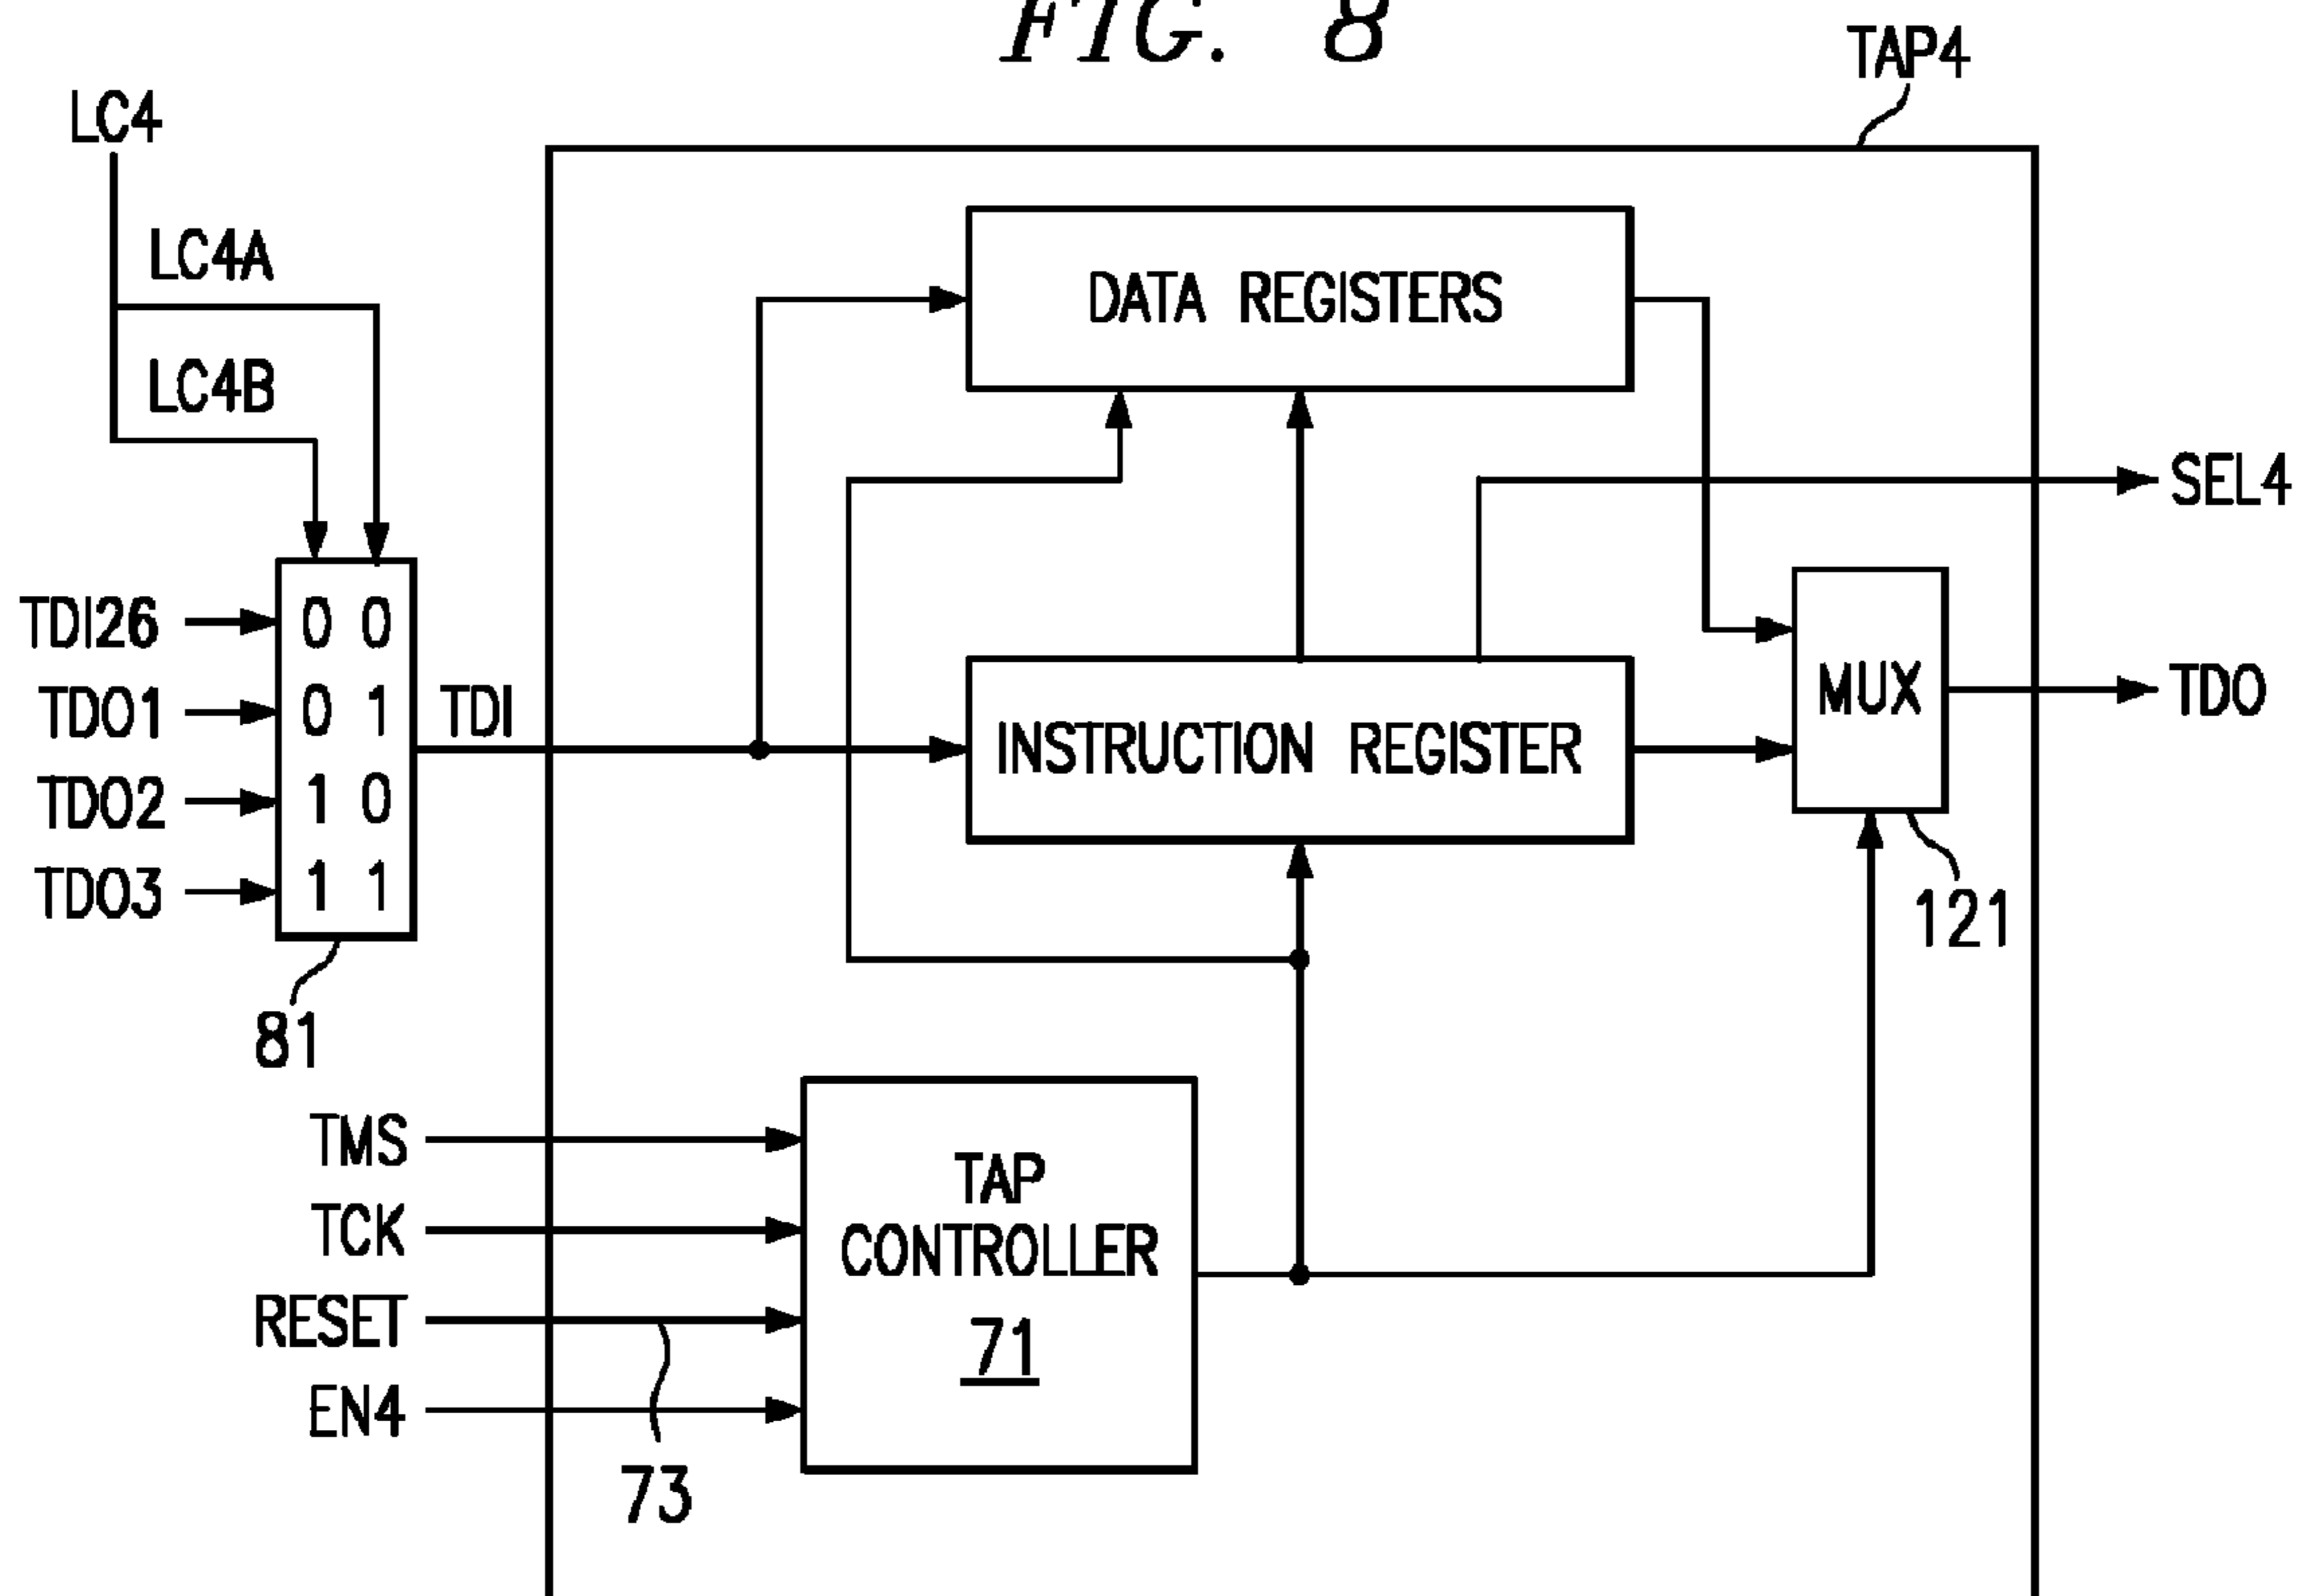 FIG. 8
TAP4
LC4
LC4A
LC4B
DATA REGISTERS
SEL4
TDI26
0 0
TDO1
0 1
TDI
TDO2
1 0
TDO3
1 1
INSTRUCTION REGISTER
MUX
TDO
121
81
TMS
TCK
RESET
EN4
TAP
CONTROLLER
71
73